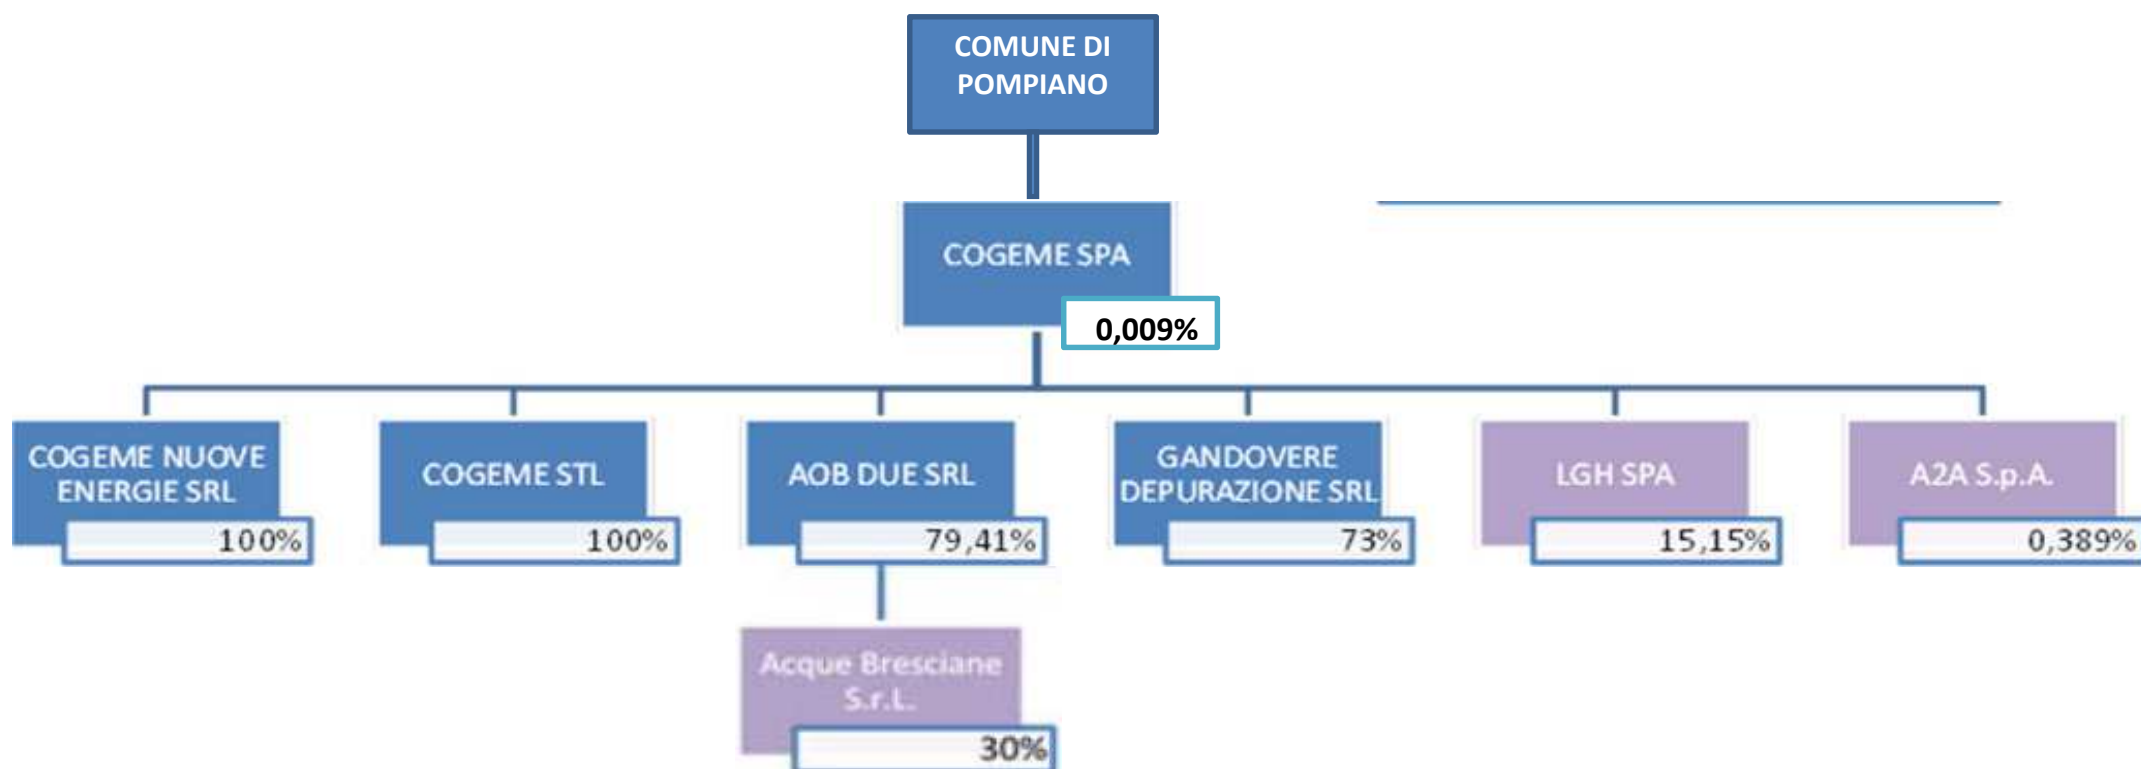 COMUNE DI
POMPIANO
COGEME SPA
0,009%
COGEME NUOVE
ENERGIE SRL
100%
COGEME STL
100%
AOB DUE SRL
79,41%
GANDOVERE
DEPURAZIONE SRL
73%
LGH SPA
15,15%
A2A S.p.A.
0,389%
Acque Bresciane
S.r.L.
30%